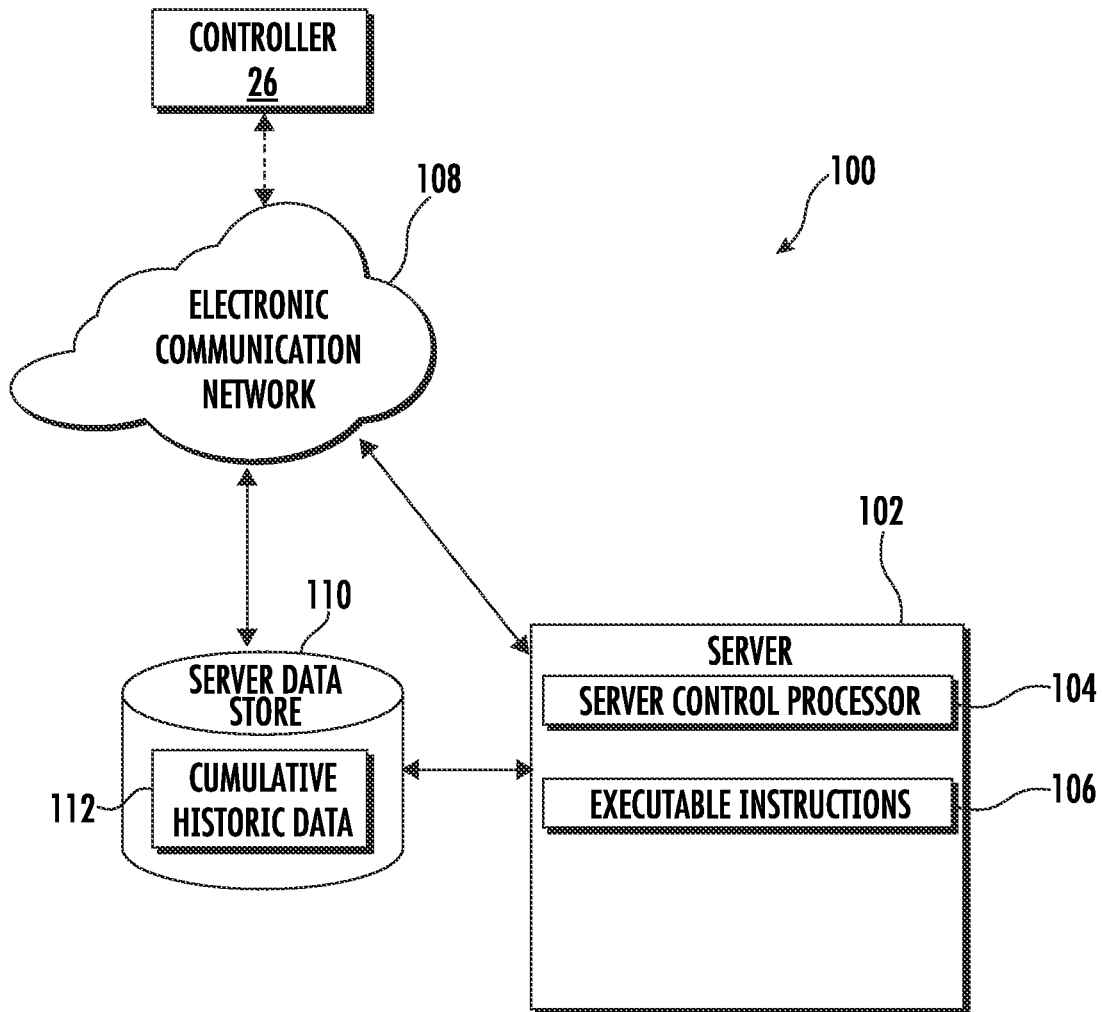 CONTROLLER
26
108
100
ELECTRONIC
COMMUNICATION
NETWORK
102
110
SERVER
SERVER DATA
STORE
SERVER CONTROL PROCESSOR
104
CUMULATIVE
HISTORIC DATA
112
EXECUTABLE INSTRUCTIONS
106